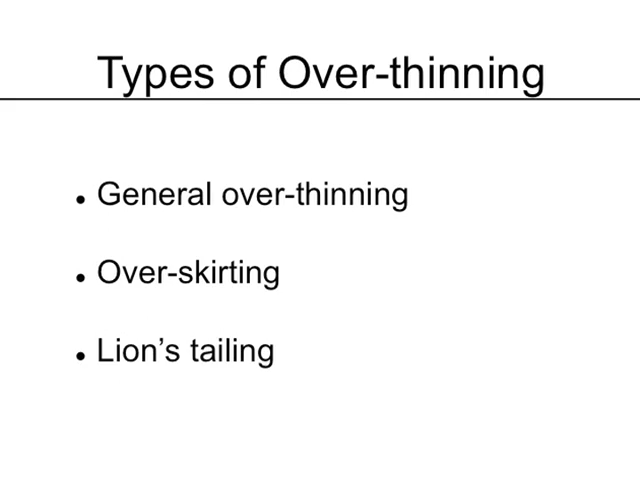 Types of Over-thinning
• General over-thinning
• Over-skirting
• Lion’s tailing